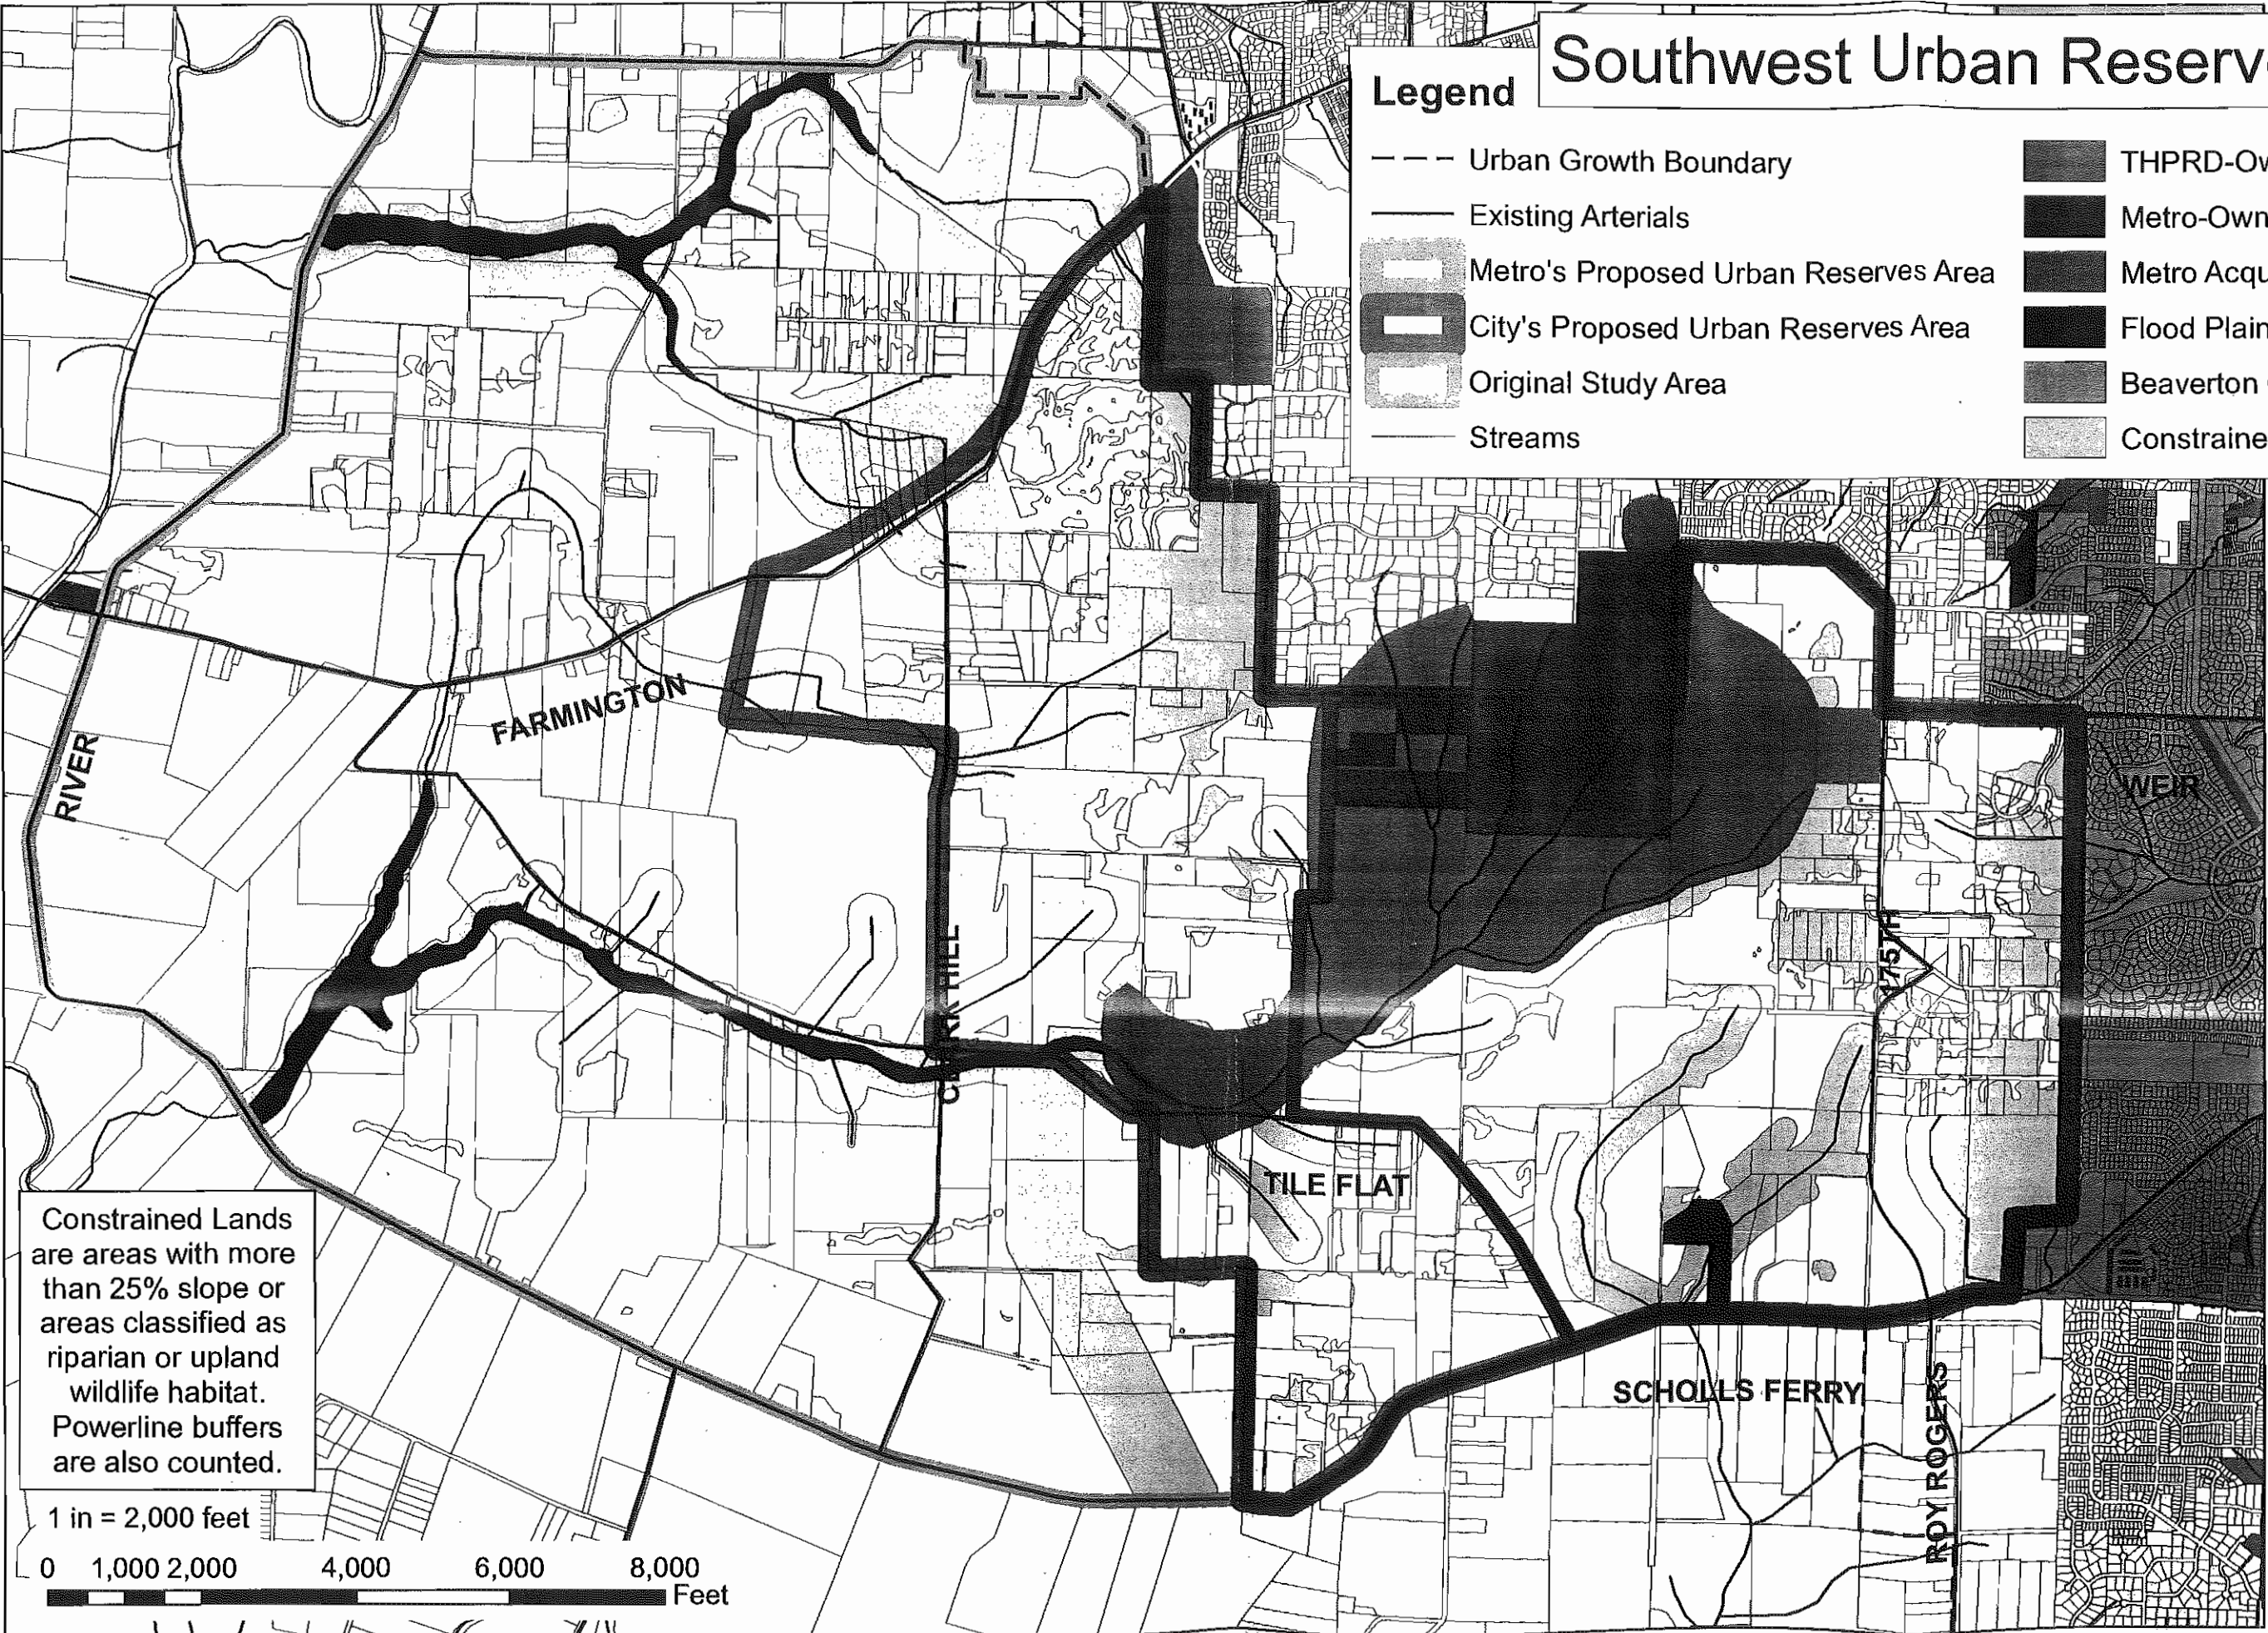 Southwest Urban Reserv
Legend
Urban Growth Boundary
Existing Arterials
Metro's Proposed Urban Reserves Area
City's Proposed Urban Reserves Area
Original Study Area
Streams
THPRD-Ow
Metro-Own
Metro Acqu
Flood Plain
Beaverton
Constraine
FARMINGTON
RIVER
WEIR
175TH
CLARK HILL
TILE FLAT
SCHOLLS FERRY
ROY ROGERS
Constrained Lands
are areas with more
than 25% slope or
areas classified as
riparian or upland
wildlife habitat.
Powerline buffers
are also counted.
1 in = 2,000 feet
0 1,000 2,000 4,000 6,000 8,000
Feet